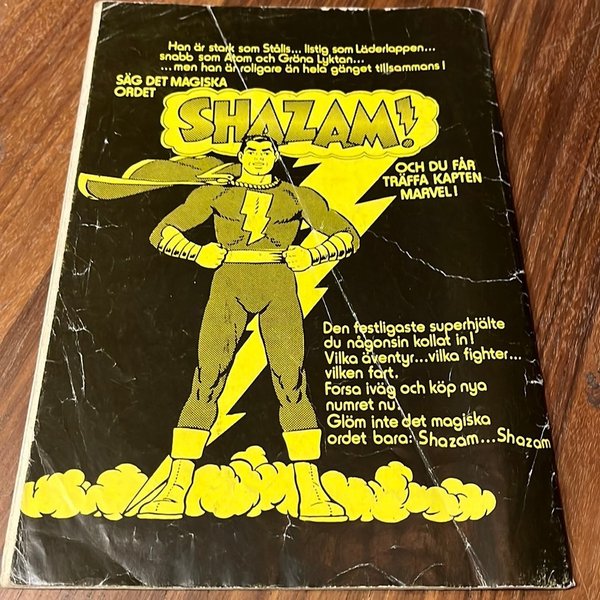 Han är stark som Stålis... listig som Läderlappen...
snabb som Atom och Gröna Lyktan...
...men han är roligare än hela gänget tillsammans!
SÄG DET MAGISKA
ORDET
SHAZAM!
OCH DU FÅR
TRÄFFA KAPTEN
MARVEL!
Den festligaste superhjälte
du någonsin kollat in!
Vilka äventyr...vilka fighter...
vilken fart.
Forsa iväg och köp nya
numret nu.
Glöm inte det magiska
ordet bara: Shazam...Shazam